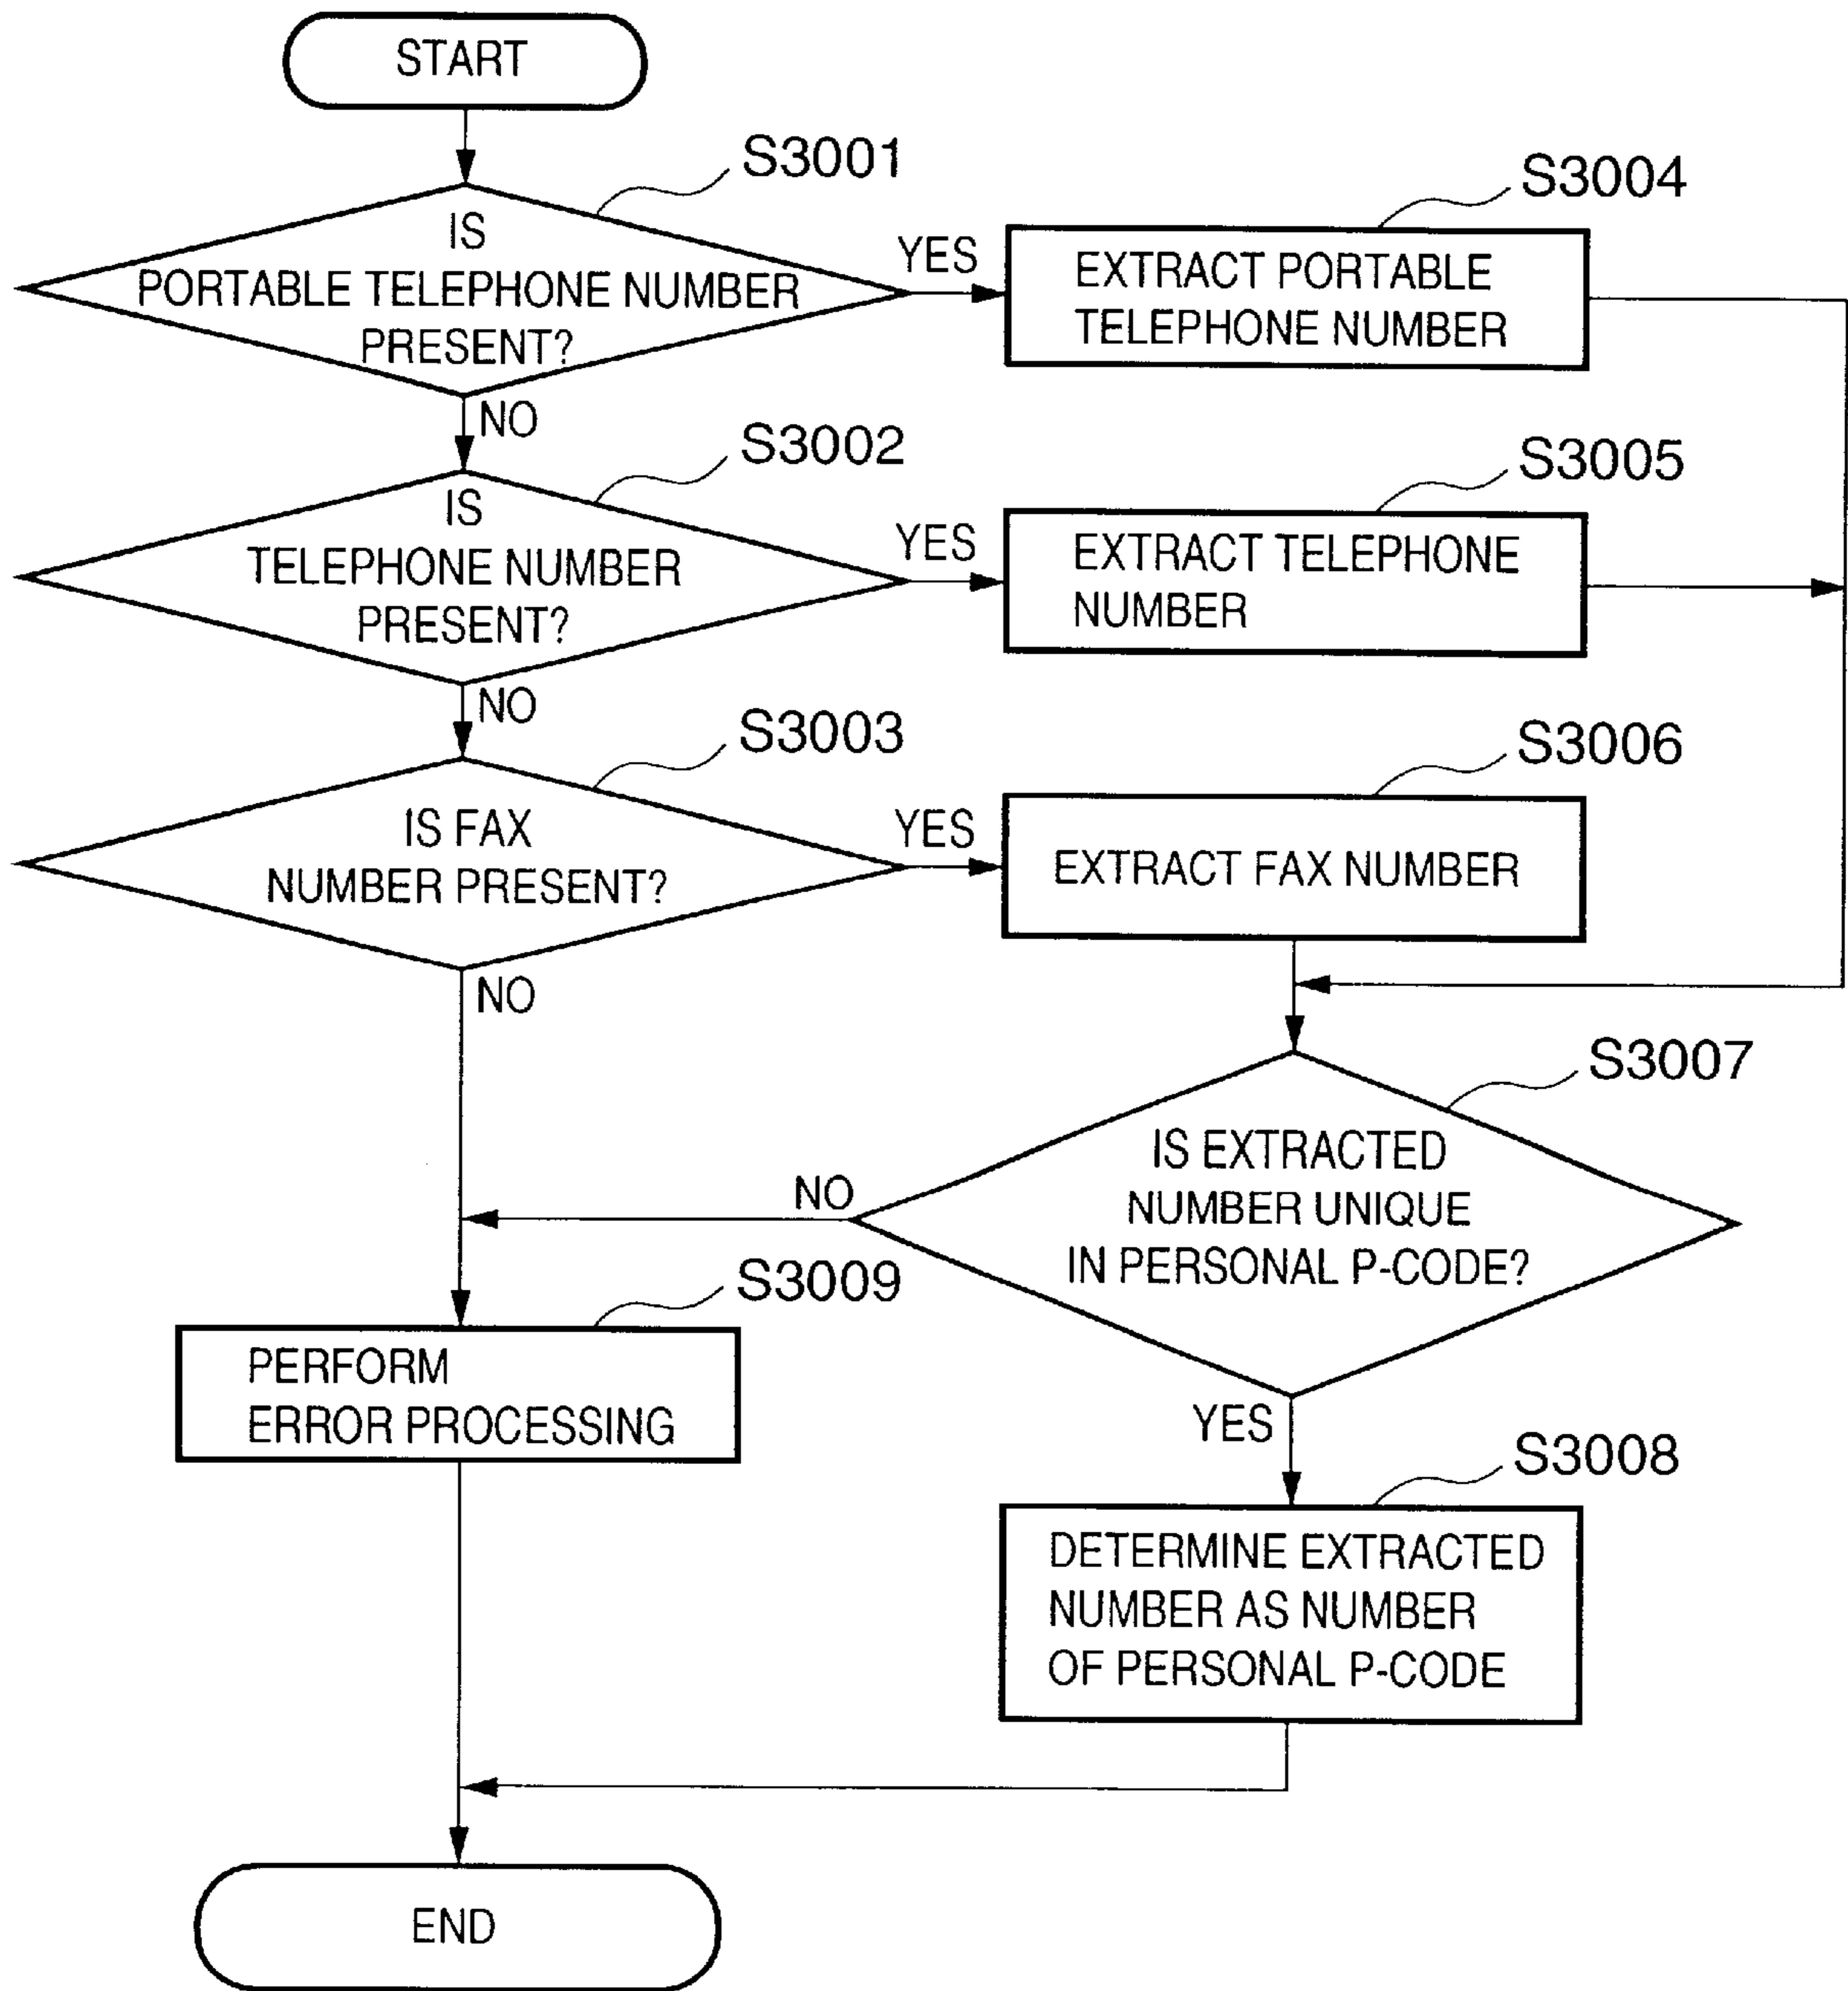 START
S3001
IS
PORTABLE TELEPHONE NUMBER
PRESENT?
YES
S3004
EXTRACT PORTABLE
TELEPHONE NUMBER
NO
S3002
IS
TELEPHONE NUMBER
PRESENT?
YES
S3005
EXTRACT TELEPHONE
NUMBER
NO
S3003
IS FAX
NUMBER PRESENT?
YES
S3006
EXTRACT FAX NUMBER
NO
S3007
IS EXTRACTED
NUMBER UNIQUE
IN PERSONAL P-CODE?
NO
S3009
PERFORM
ERROR PROCESSING
YES
S3008
DETERMINE EXTRACTED
NUMBER AS NUMBER
OF PERSONAL P-CODE
END